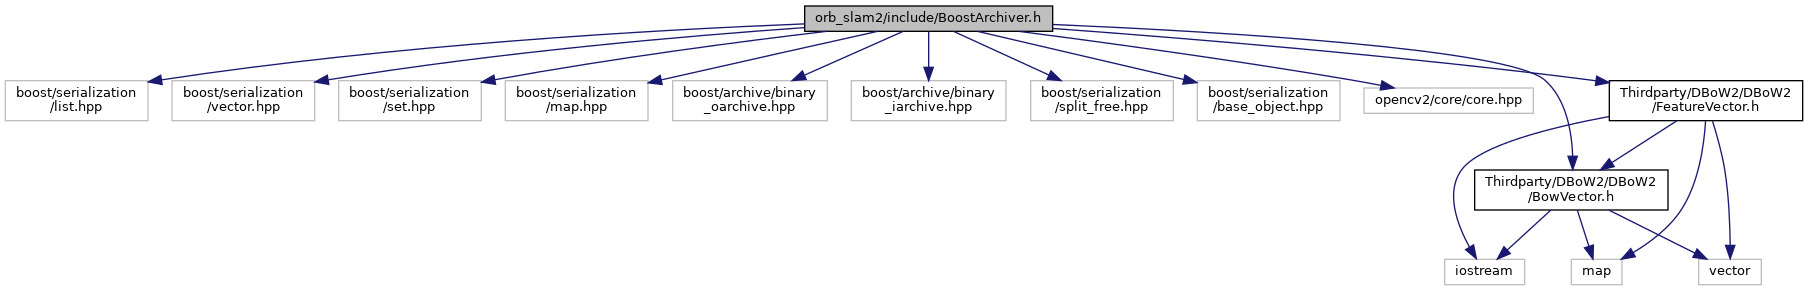 orb_slam2/include/BoostArchiver.h
boost/serialization
/list.hpp
boost/serialization
/vector.hpp
boost/serialization
/set.hpp
boost/serialization
/map.hpp
boost/archive/binary
_oarchive.hpp
boost/archive/binary
_iarchive.hpp
boost/serialization
/split_free.hpp
boost/serialization
/base_object.hpp
opencv2/core/core.hpp
Thirdparty/DBoW2/DBoW2
/FeatureVector.h
Thirdparty/DBoW2/DBoW2
/BowVector.h
iostream
map
vector